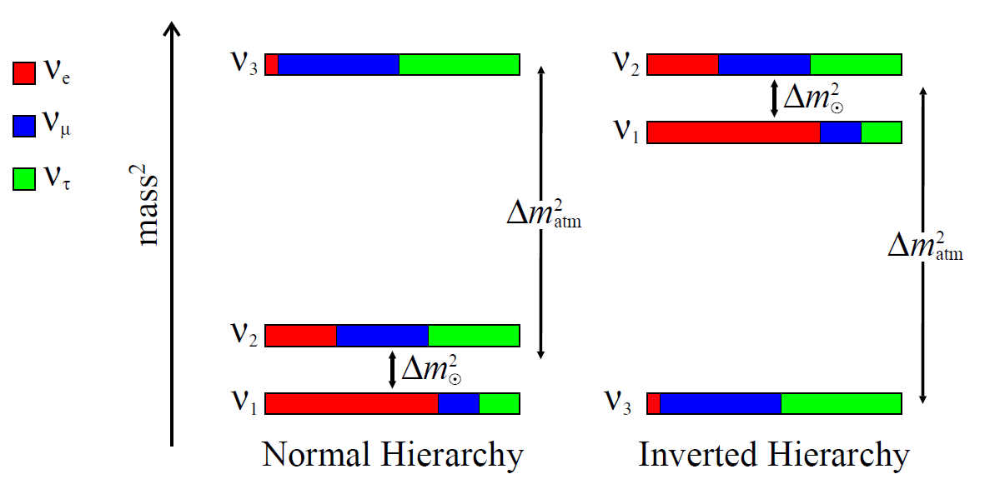 νe
νμ
ντ
mass²
ν3
ν2
ν1
Δm²atm
Δm²☉
Normal Hierarchy
ν2
ν1
ν3
Δm²☉
Δm²atm
Inverted Hierarchy